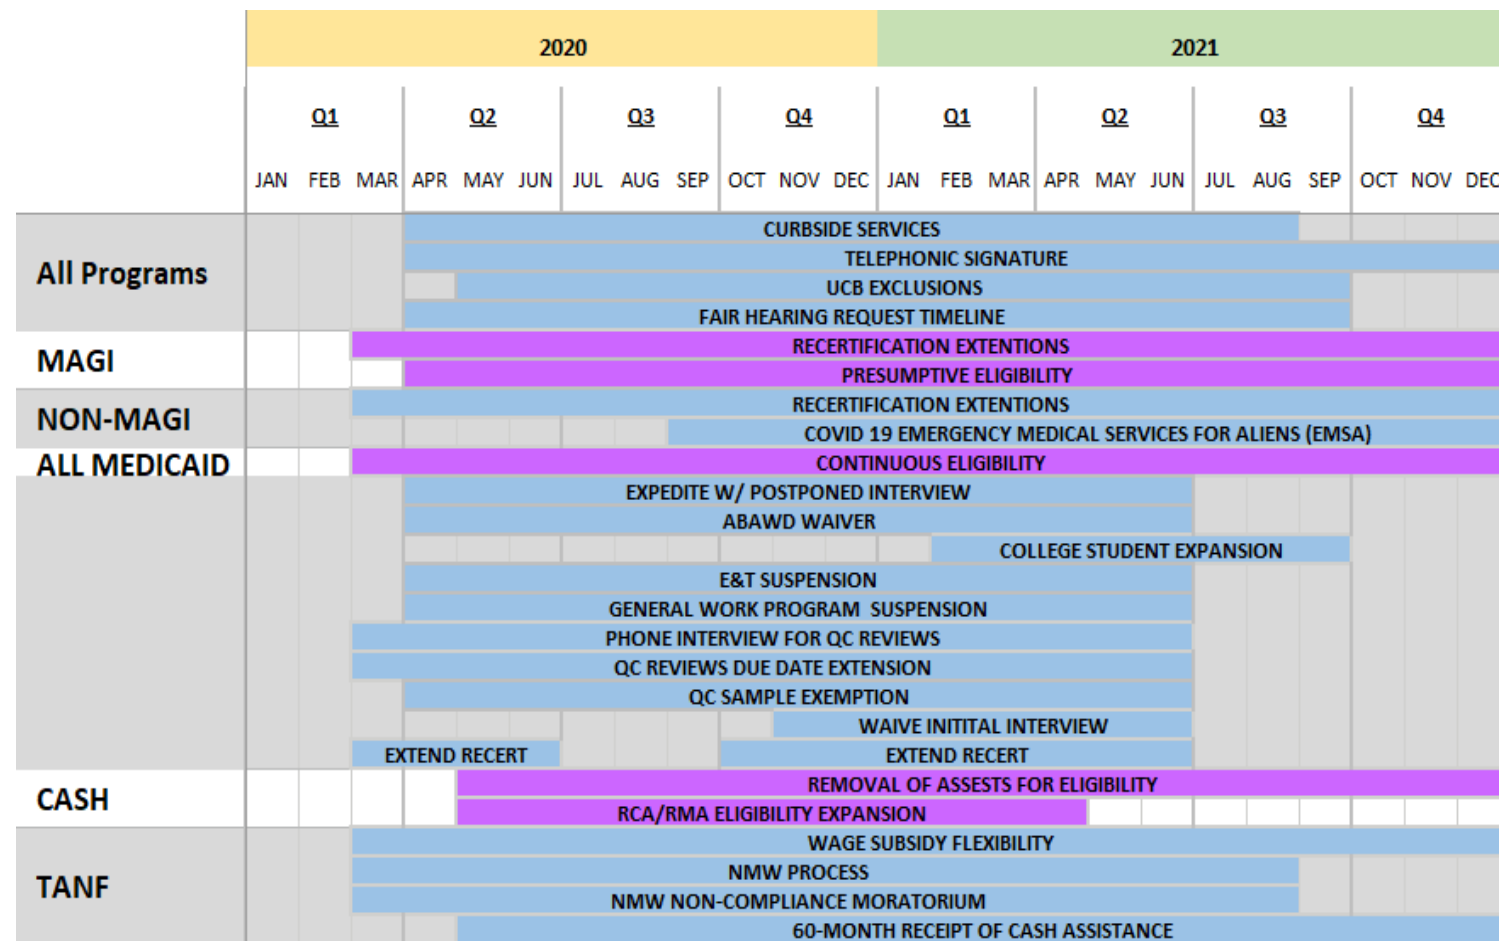 2020 2021
Q1 Q2 Q3 Q4 Q1 Q2 Q3 Q4
JAN FEB MAR APR MAY JUN JUL AUG SEP OCT NOV DEC JAN FEB MAR APR MAY JUN JUL AUG SEP OCT NOV DEC
All Programs
CURBSIDE SERVICES
TELEPHONIC SIGNATURE
UCB EXCLUSIONS
FAIR HEARING REQUEST TIMELINE
MAGI
RECERTIFICATION EXTENTIONS
PRESUMPTIVE ELIGIBILITY
NON-MAGI
RECERTIFICATION EXTENTIONS
COVID 19 EMERGENCY MEDICAL SERVICES FOR ALIENS (EMSA)
ALL MEDICAID
CONTINUOUS ELIGIBILITY
EXPEDITE W/ POSTPONED INTERVIEW
ABAWD WAIVER
COLLEGE STUDENT EXPANSION
E&T SUSPENSION
GENERAL WORK PROGRAM SUSPENSION
PHONE INTERVIEW FOR QC REVIEWS
QC REVIEWS DUE DATE EXTENSION
QC SAMPLE EXEMPTION
WAIVE INITITAL INTERVIEW
EXTEND RECERT EXTEND RECERT
CASH
REMOVAL OF ASSESTS FOR ELIGIBILITY
RCA/RMA ELIGIBILITY EXPANSION
TANF
WAGE SUBSIDY FLEXIBILITY
NMW PROCESS
NMW NON-COMPLIANCE MORATORIUM
60-MONTH RECEIPT OF CASH ASSISTANCE